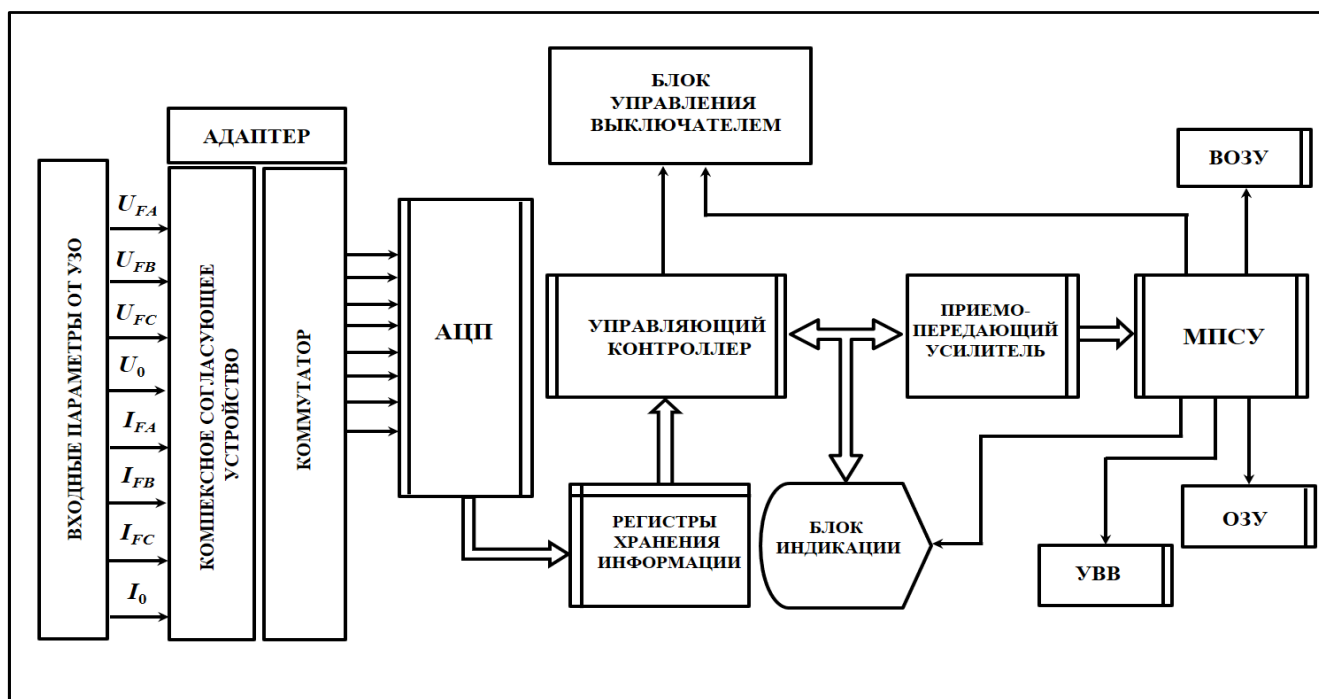 БЛОК
УПРАВЛЕНИЯ
ВЫКЛЮЧАТЕЛЕМ
АДАПТЕР
ВОЗУ
ВХОДНЫЕ ПАРАМЕТРЫ ОТ УЗО
U_FA
U_FB
U_FC
U_0
I_FA
I_FB
I_FC
I_0
КОМПЕКСНОЕ СОГЛАСУЮЩЕЕ
УСТРОЙСТВО
КОММУТАТОР
АЦП
УПРАВЛЯЮЩИЙ
КОНТРОЛЛЕР
ПРИЕМО-
ПЕРЕДАЮЩИЙ
УСИЛИТЕЛЬ
МПСУ
РЕГИСТРЫ
ХРАНЕНИЯ
ИНФОРМАЦИИ
БЛОК
ИНДИКАЦИИ
ОЗУ
УВВ